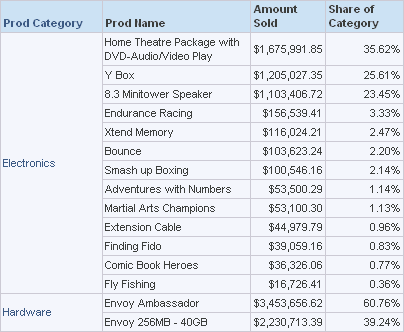 Prod Category Prod Name Amount Sold Share of Category
Electronics
Home Theatre Package with DVD-Audio/Video Play $1,675,991.85 35.62%
Y Box $1,205,027.35 25.61%
8.3 Minitower Speaker $1,103,406.72 23.45%
Endurance Racing $156,539.41 3.33%
Xtend Memory $116,024.21 2.47%
Bounce $103,623.24 2.20%
Smash up Boxing $100,546.16 2.14%
Adventures with Numbers $53,500.29 1.14%
Martial Arts Champions $53,100.30 1.13%
Extension Cable $44,979.79 0.96%
Finding Fido $39,059.16 0.83%
Comic Book Heroes $36,326.06 0.77%
Fly Fishing $16,726.41 0.36%
Hardware
Envoy Ambassador $3,453,656.62 60.76%
Envoy 256MB - 40GB $2,230,713.39 39.24%